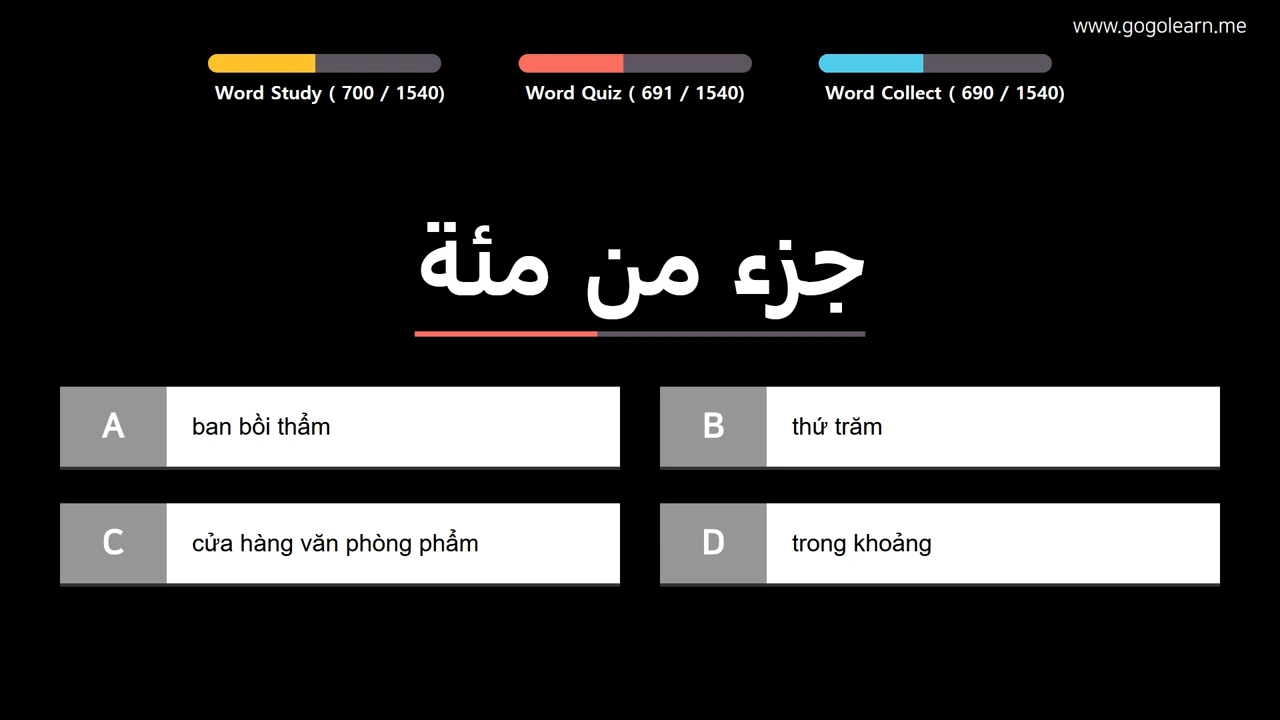 www.gogolearn.me
Word Study ( 700 / 1540)
Word Quiz ( 691 / 1540)
Word Collect ( 690 / 1540)
جزء من مئة
A
ban bồi thẩm
B
thứ trăm
C
cửa hàng văn phòng phẩm
D
trong khoảng